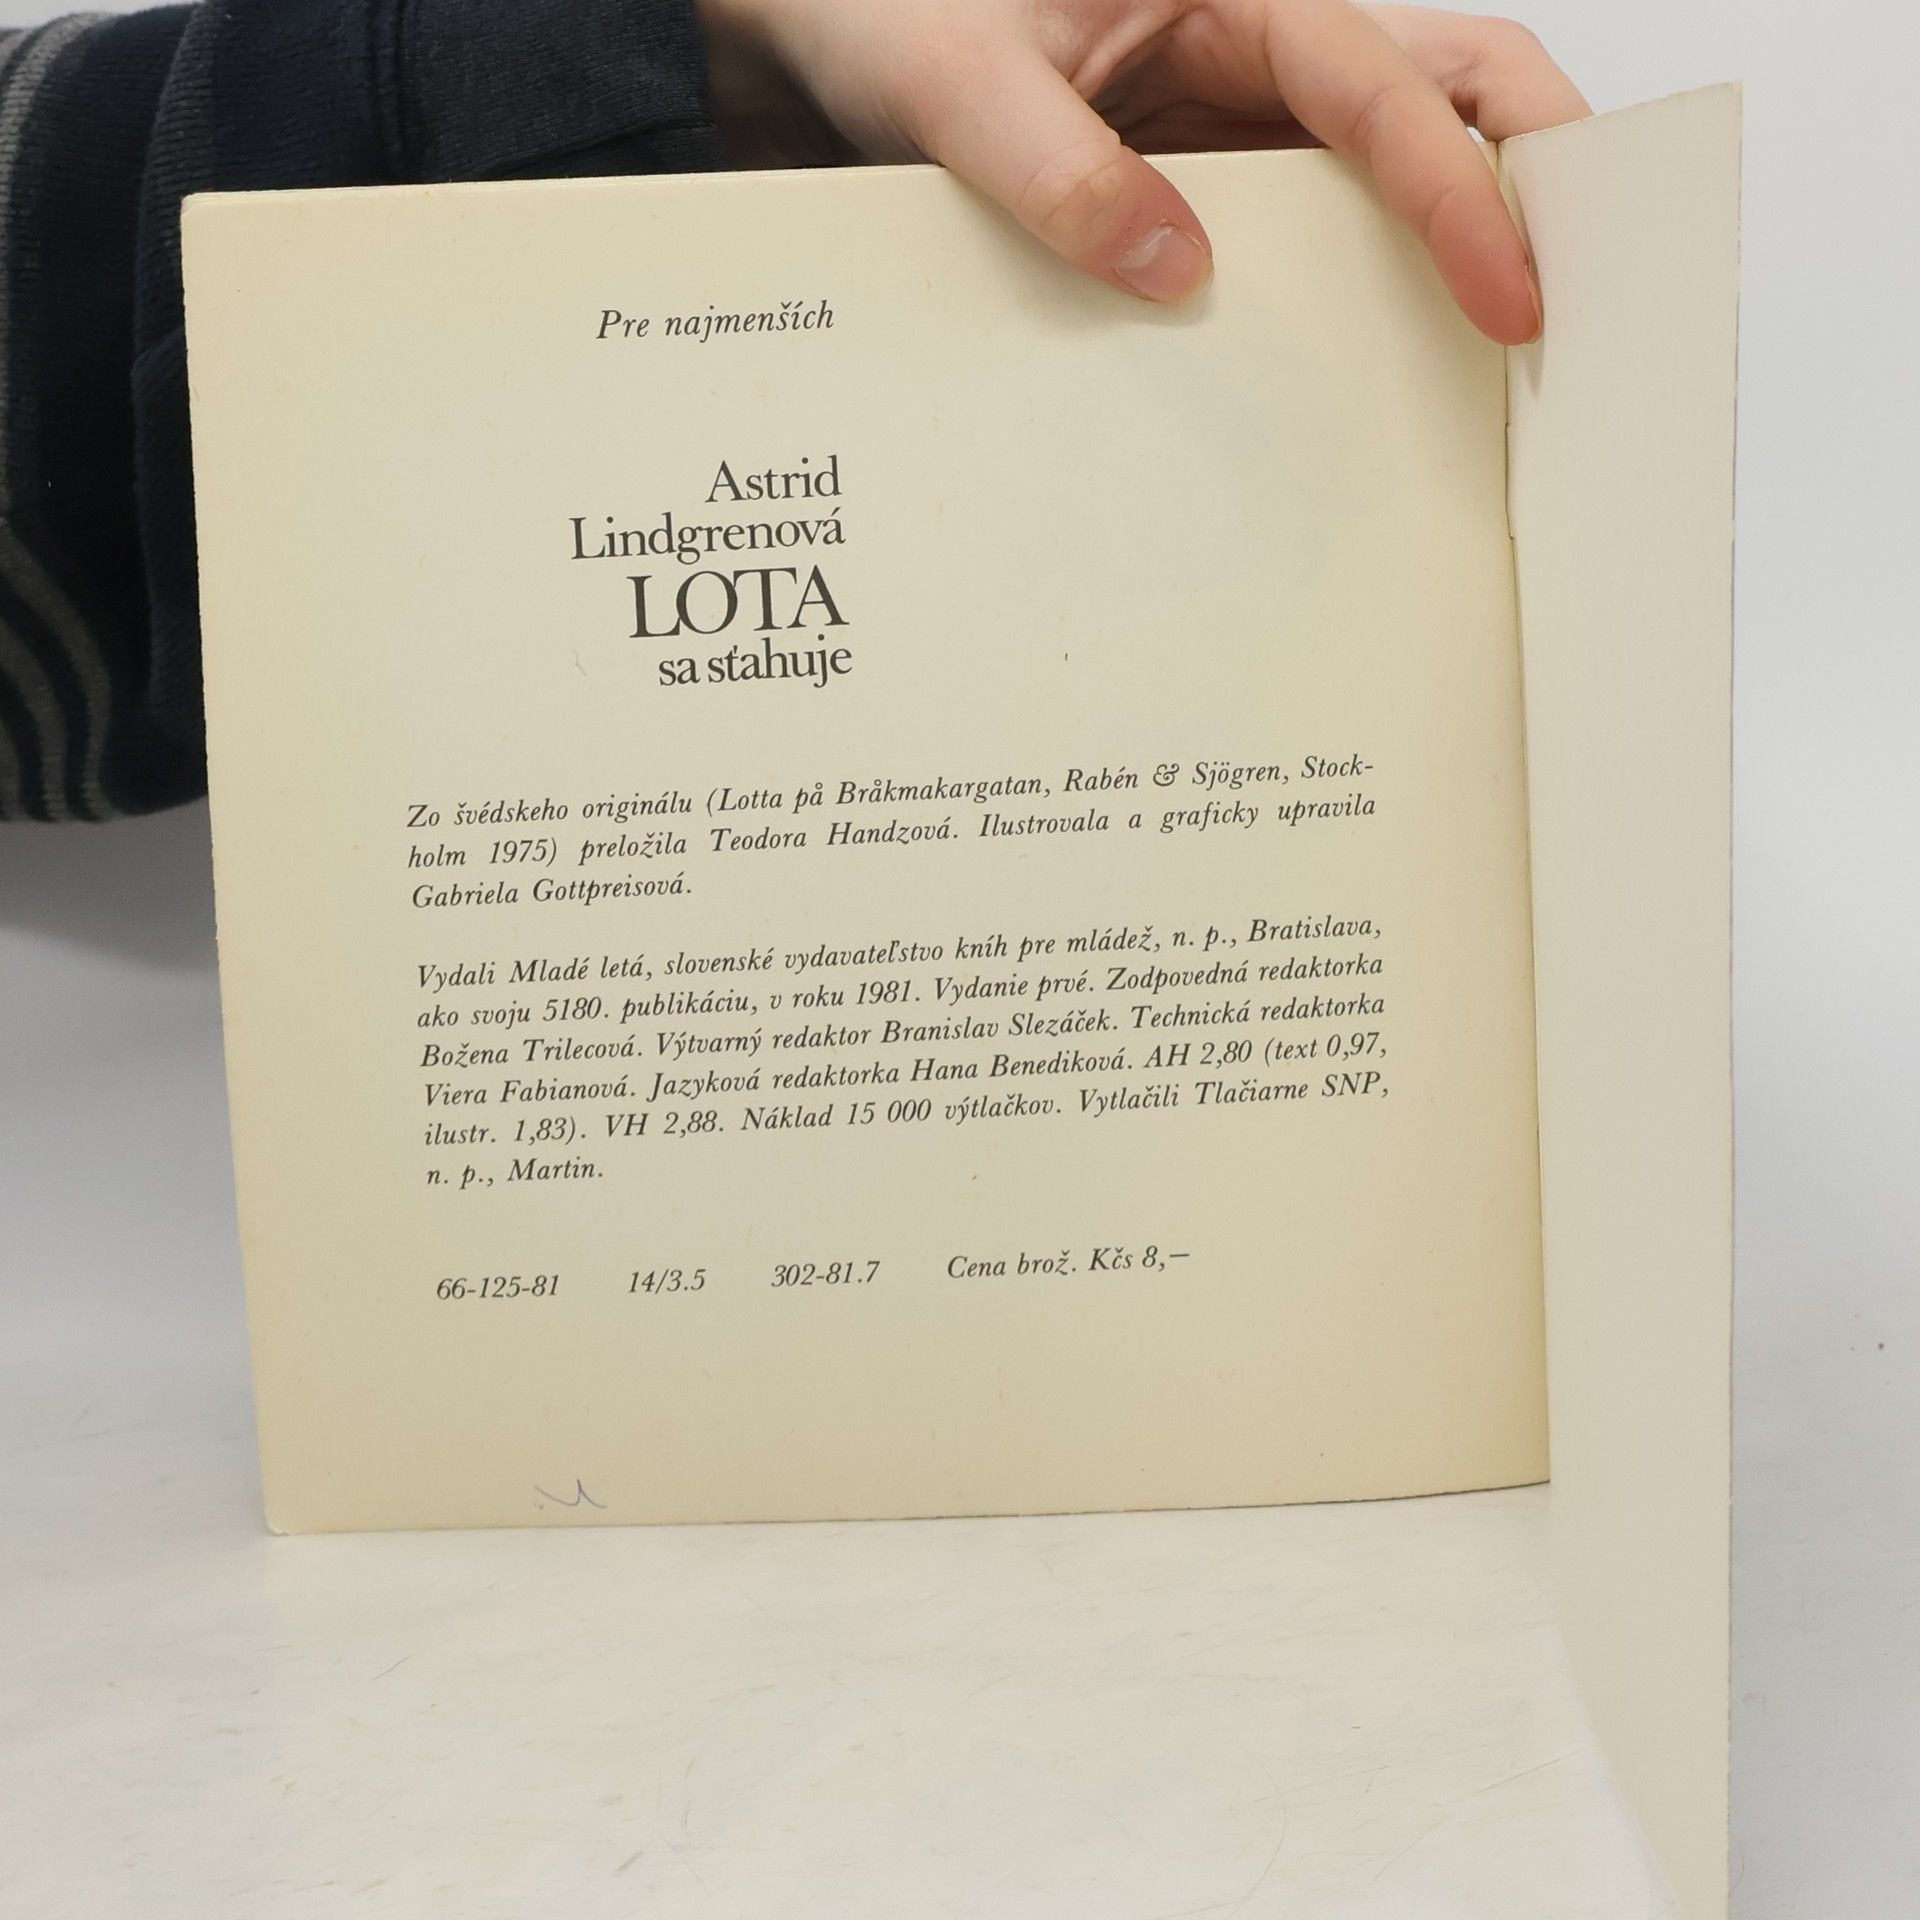 Pre najmenších
Astrid
Lindgrenová
LOTA
sa sťahuje
Zo švédskeho originálu (Lotta på Bråkmakargatan, Rabén & Sjögren, Stock-
holm 1975) preložila Teodora Handzová. Ilustrovala a graficky upravila
Gabriela Gottpreisová.
Vydali Mladé letá, slovenské vydavateľstvo kníh pre mládež, n. p., Bratislava,
ako svoju 5180. publikáciu, v roku 1981. Vydanie prvé. Zodpovedná redaktorka
Božena Trilecová. Výtvarný redaktor Branislav Slezáček. Technická redaktorka
Viera Fabianová. Jazyková redaktorka Hana Benediková. AH 2,80 (text 0,97,
ilustr. 1,83). VH 2,88. Náklad 15 000 výtlačkov. Vytlačili Tlačiarne SNP,
n. p., Martin.
66-125-81 14/3.5 302-81.7 Cena brož. Kčs 8,—